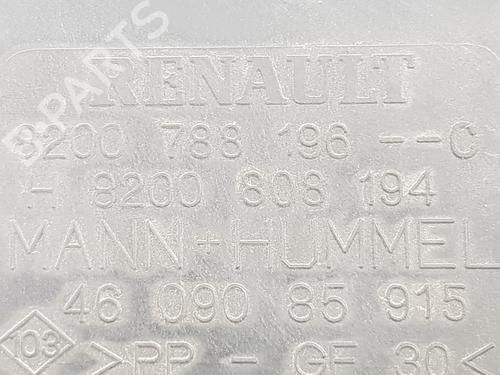 B-PARTS
RENAULT
8200 788 196 --C
H 8200 808 194
MANN+HUMMEL
46 090 85 915
103 >PP - GF 30<